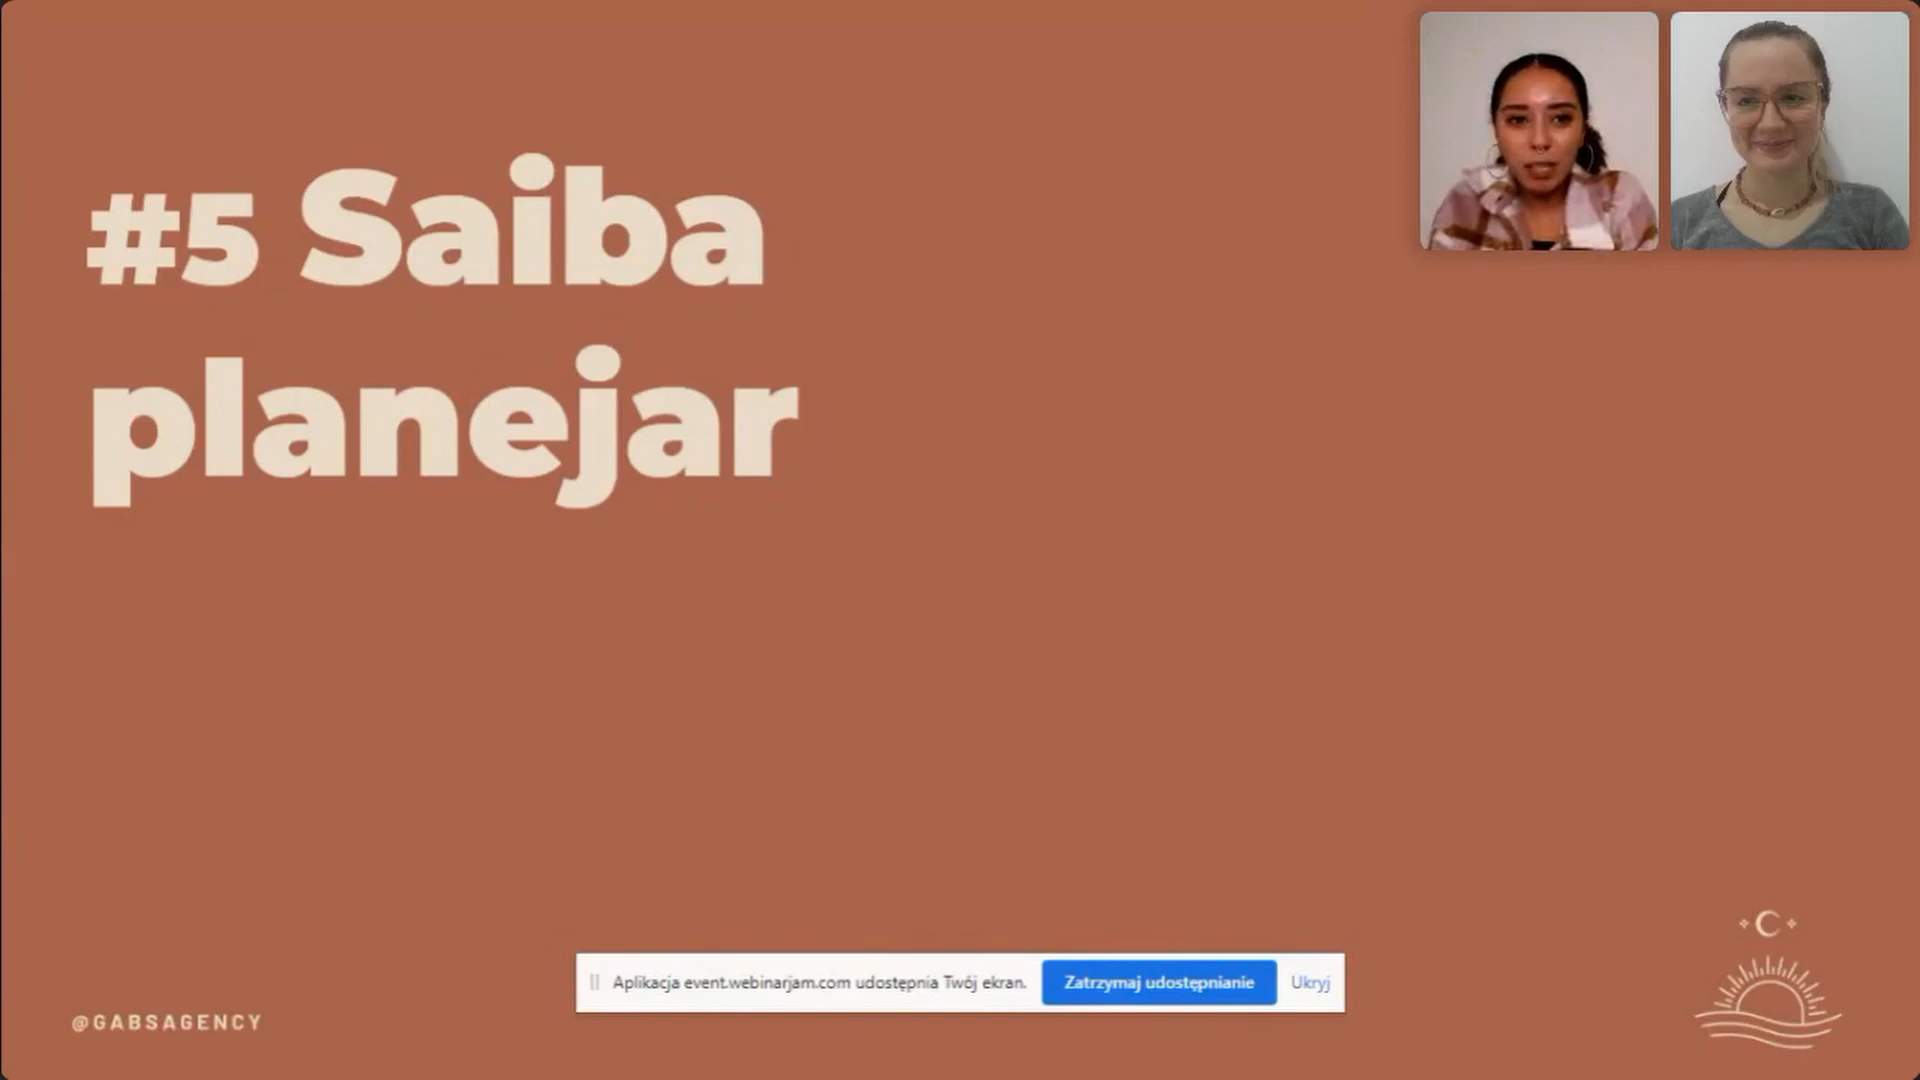 #5 Saiba
planejar
Aplikacja event.webinarjam.com udostępnia Twój ekran.
Zatrzymaj udostępnianie
Ukryj
@GABSAGENCY